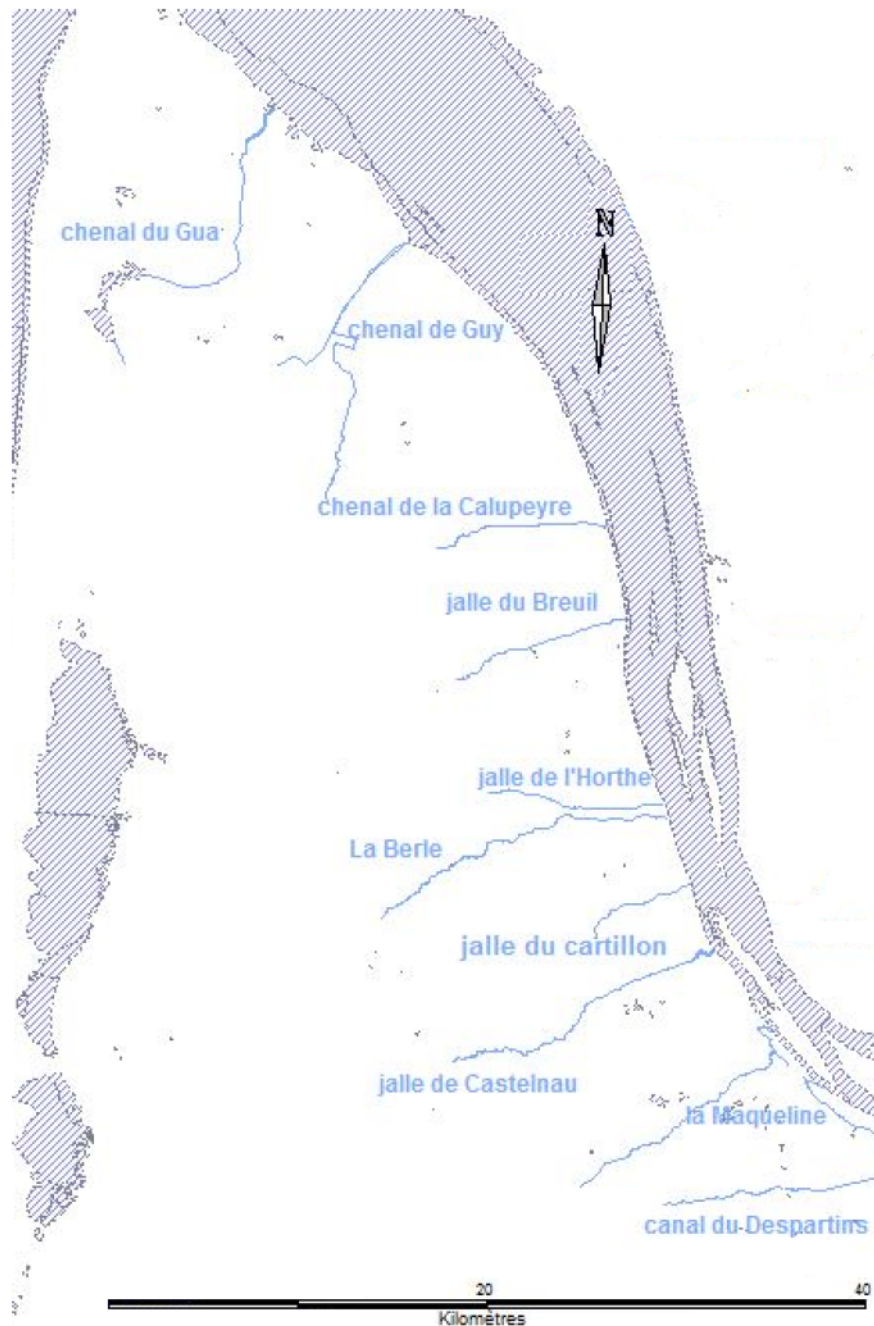 N
chenal du Gua
chenal de Guy
chenal de la Calupeyre
jalle du Breuil
jalle de l'Horthe
La Berle
jalle du cartillon
jalle de Castelnau
la Maqueline
canal du Despartins
20
40
Kilomètres